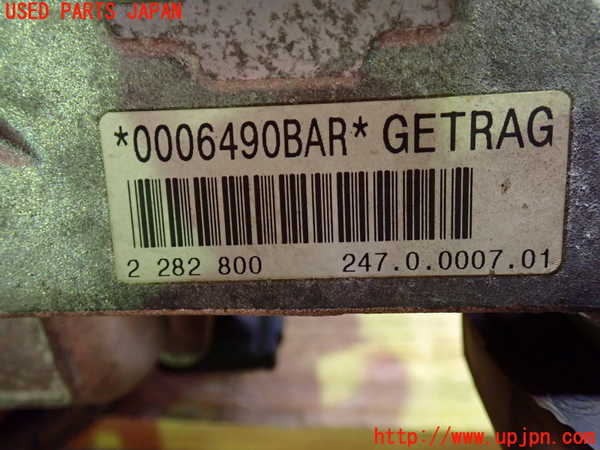 USED PARTS JAPAN
*0006490BAR* GETRAG
2 282 800 247.0.0007.01
http://www.upjpn.com